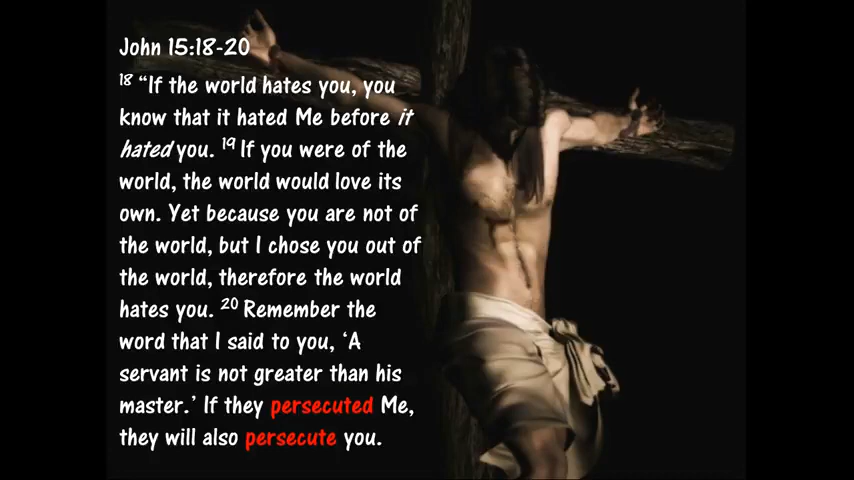 John 15:18-20
18 “If the world hates you, you
know that it hated Me before it
hated you. 19 If you were of the
world, the world would love its
own. Yet because you are not of
the world, but I chose you out of
the world, therefore the world
hates you. 20 Remember the
word that I said to you, ‘A
servant is not greater than his
master.’ If they persecuted Me,
they will also persecute you.